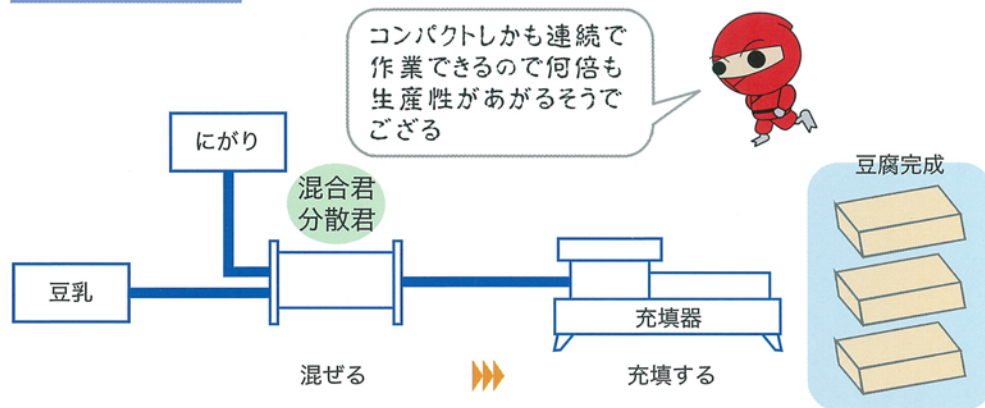 コンパクトしかも連続で
作業できるので何倍も
生産性があがるそうで
ござる
にがり
混合君
分散君
豆乳
充填器
豆腐完成
混ぜる
充填する